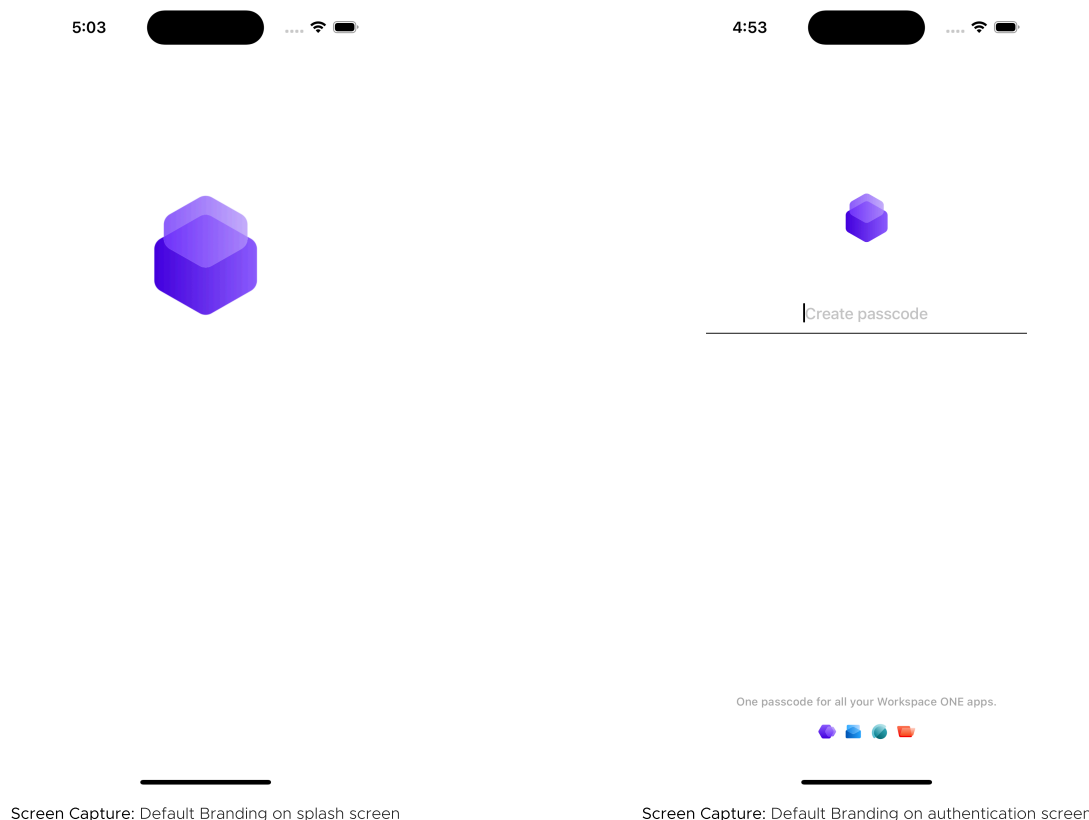 5:03
4:53
Create passcode
One passcode for all your Workspace ONE apps.
Screen Capture: Default Branding on splash screen
Screen Capture: Default Branding on authentication screen